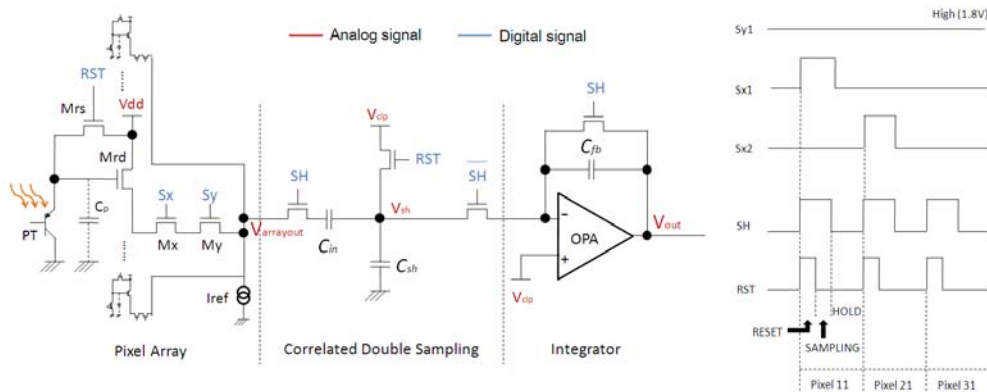 Analog signal
Digital signal
RST
Mrs
Vdd
Mrd
Sx
Sy
Cp
PT
Mx
My
Varrayout
Iref
Pixel Array
SH
Cin
Vclp
RST
Vsh
Csh
SH
Correlated Double Sampling
SH
Cfb
OPA
Vout
Vclp
Integrator
High (1.8V)
Sy1
Sx1
Sx2
SH
RST
HOLD
RESET
SAMPLING
Pixel 11
Pixel 21
Pixel 31